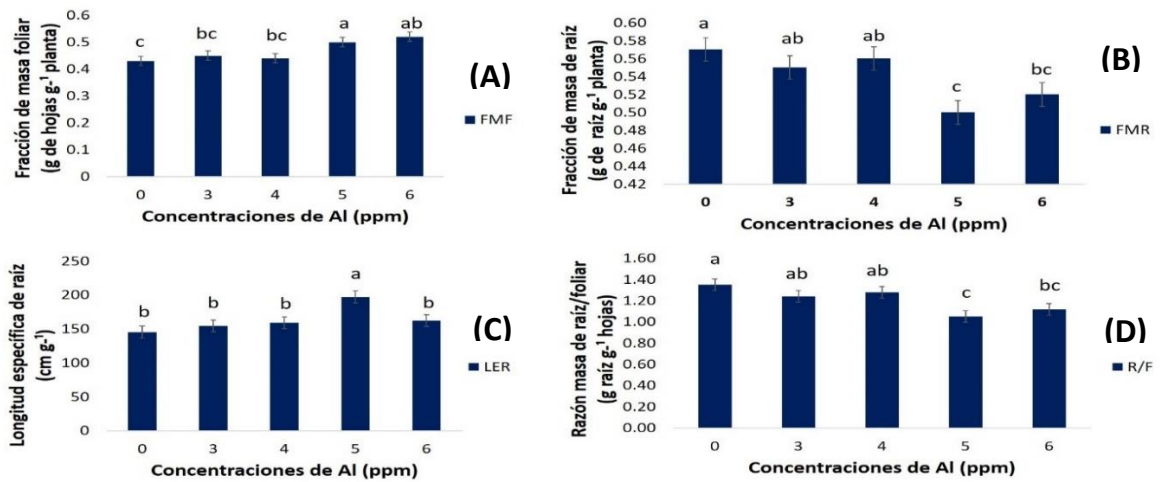 Fracción de masa foliar
(g de hojas g-¹ planta)
0.6
0.5
0.4
0.3
0.2
0.1
0
c
bc
bc
a
ab
0
3
4
5
6
Concentraciones de Al (ppm)
(A)
FMF
Fracción de masa de raíz
(g de raíz g-¹ planta)
0.60
0.58
0.56
0.54
0.52
0.50
0.48
0.46
0.44
0.42
a
ab
ab
c
bc
0
3
4
5
6
Concentraciones de Al (ppm)
(B)
FMR
Longitud específica de raíz
(cm g-¹)
250
200
150
100
50
0
b
b
b
a
b
0
3
4
5
6
Concentraciones de Al (ppm)
(C)
LER
Razón masa de raíz/foliar
(g raíz g-¹ hojas)
1.60
1.40
1.20
1.00
0.80
0.60
0.40
0.20
0.00
a
ab
ab
c
bc
0
3
4
5
6
Concentraciones de Al (ppm)
(D)
R/F